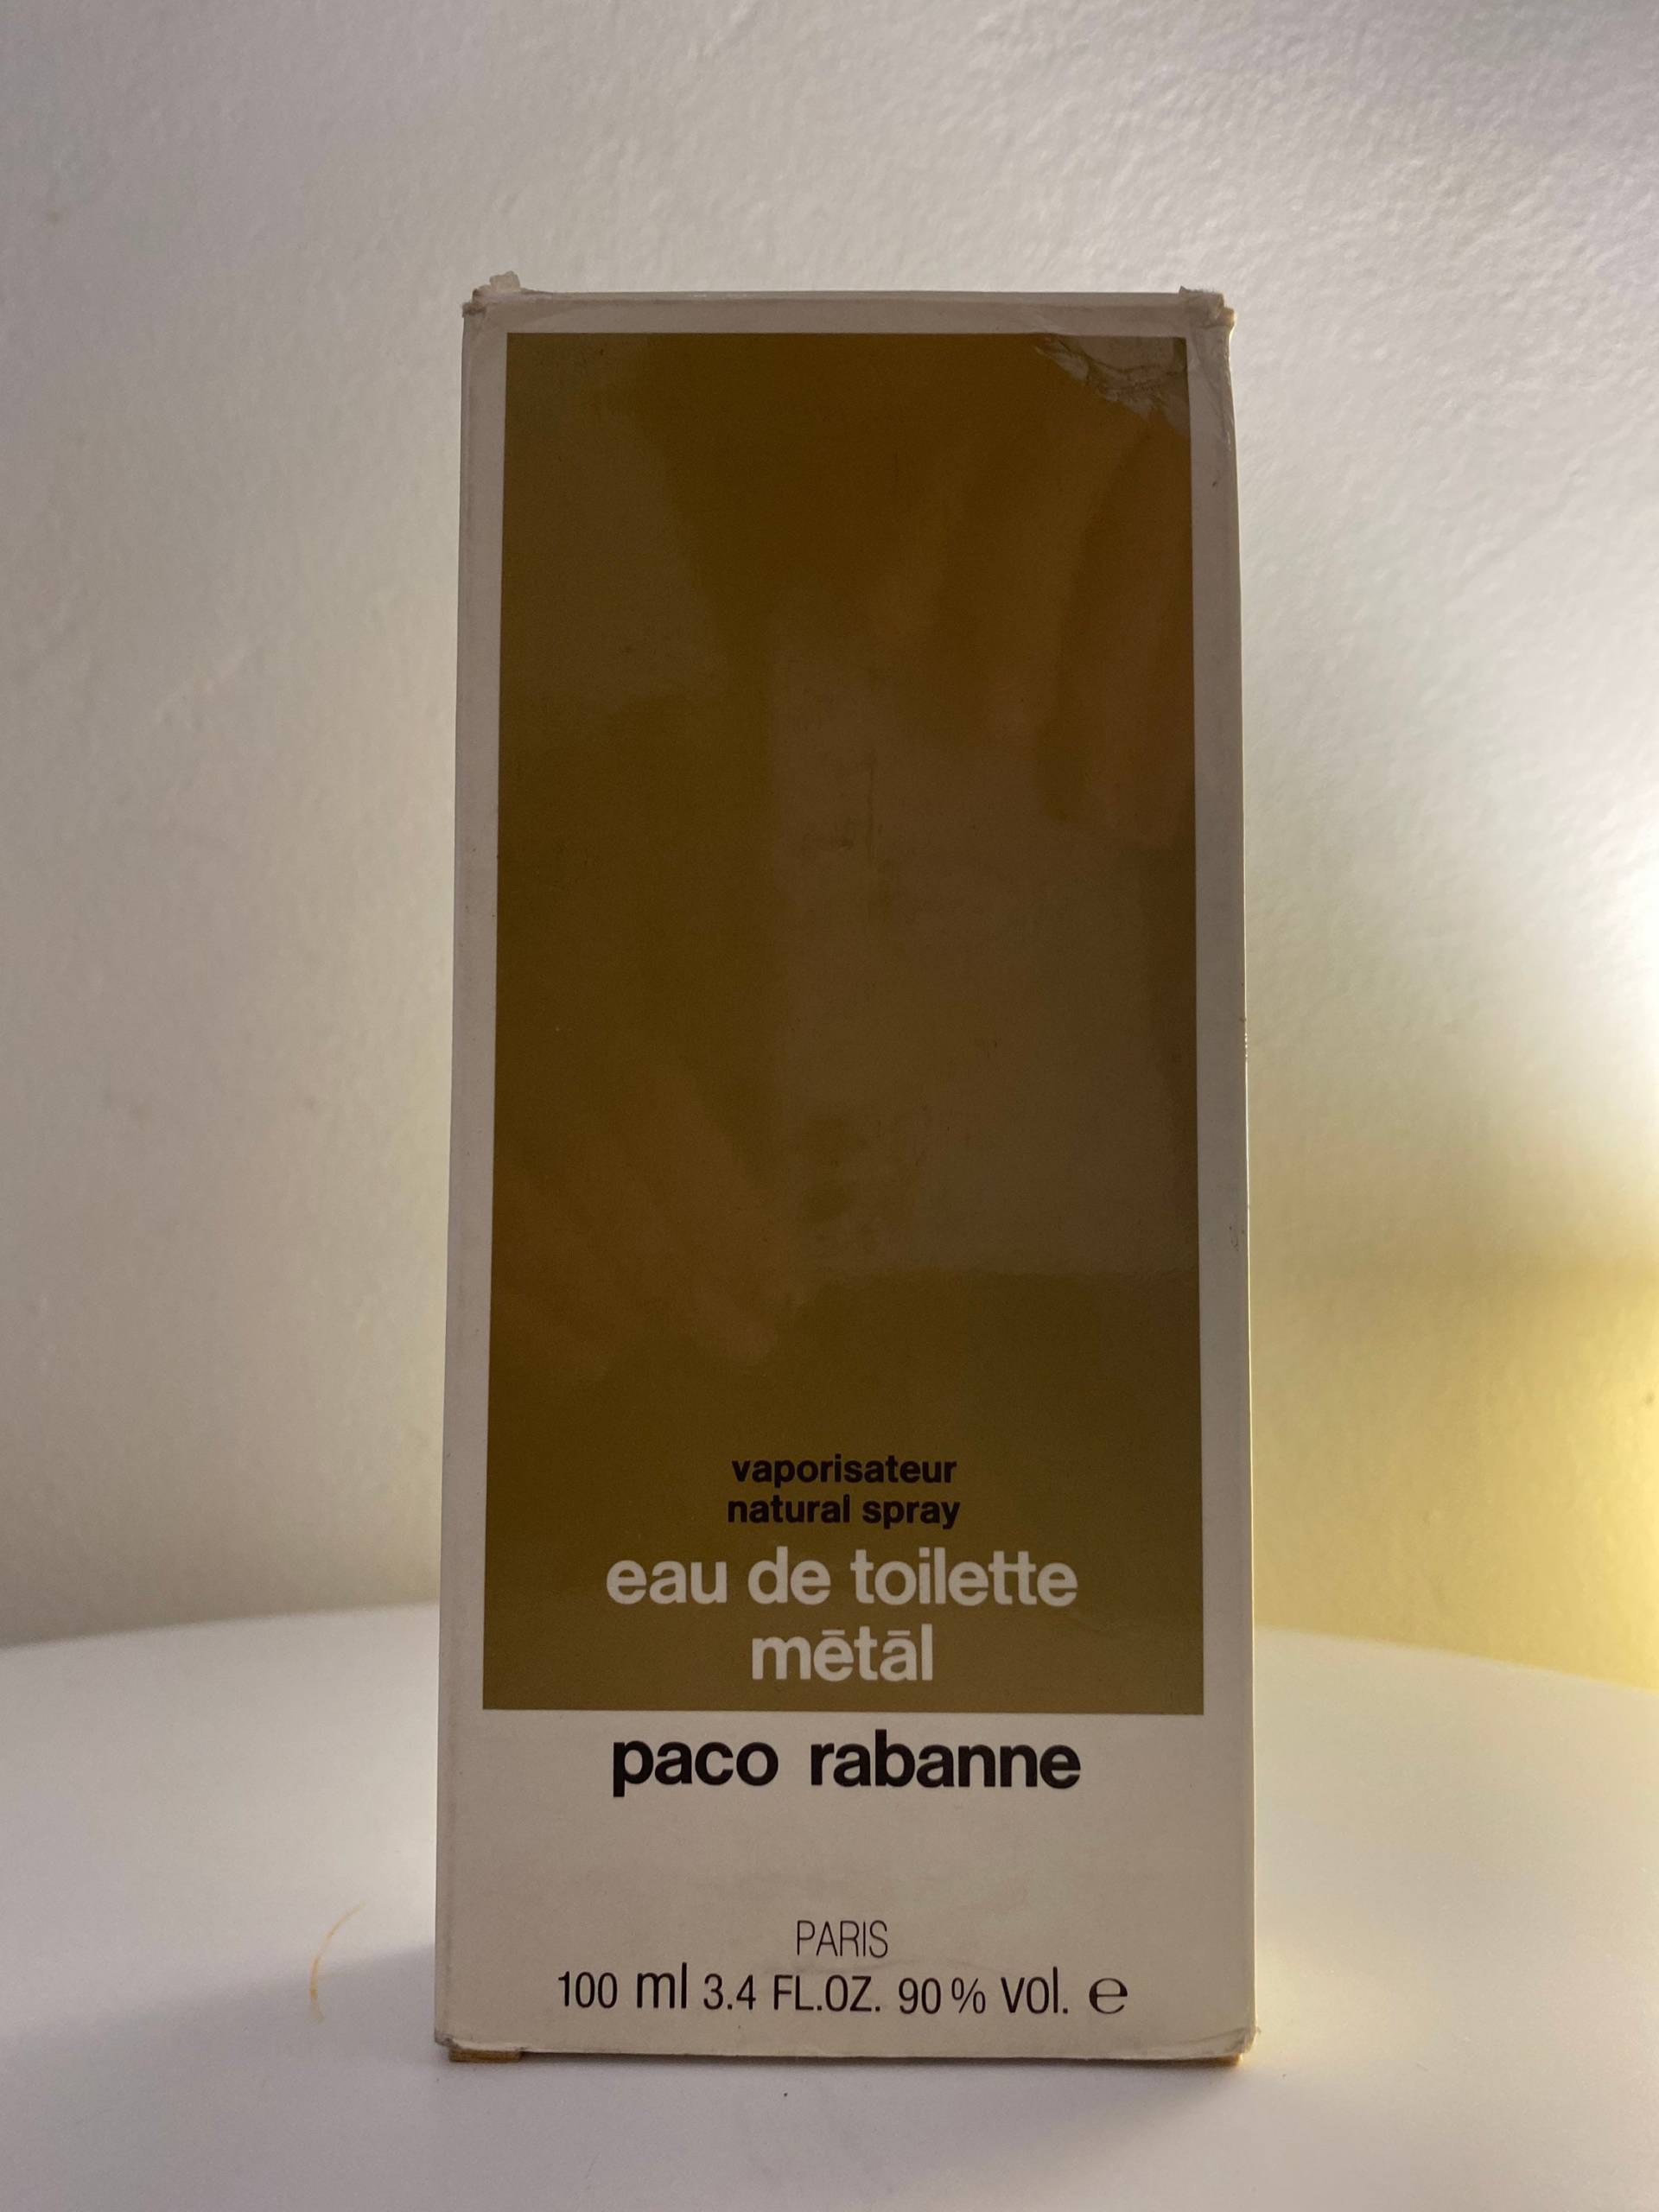 vaporisateur
natural spray
eau de toilette
mētāl
paco rabanne
PARIS
100 ml 3.4 FL.OZ. 90% vol. ℮